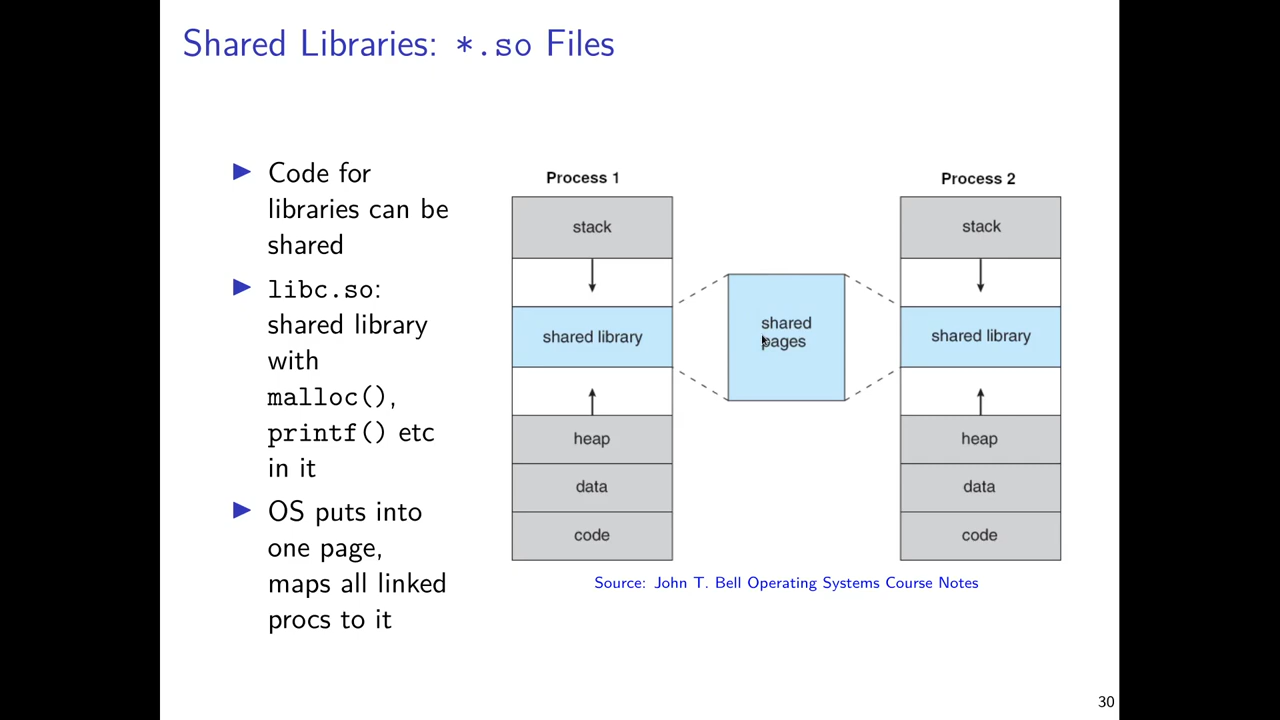 Shared Libraries: *.so Files
Code for
libraries can be
shared
libc.so:
shared library
with
malloc(),
printf() etc
in it
OS puts into
one page,
maps all linked
procs to it
Process 1
stack
shared library
heap
data
code
shared
pages
Process 2
stack
shared library
heap
data
code
Source: John T. Bell Operating Systems Course Notes
30